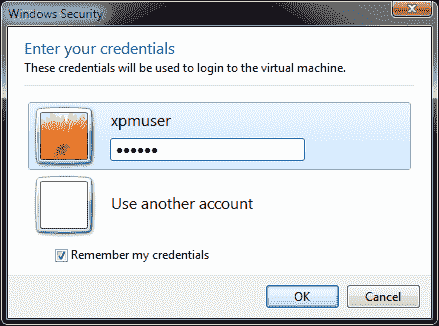 Windows Security
Enter your credentials
These credentials will be used to login to the virtual machine.
xpmuser
••••••
Use another account
Remember my credentials
OK Cancel